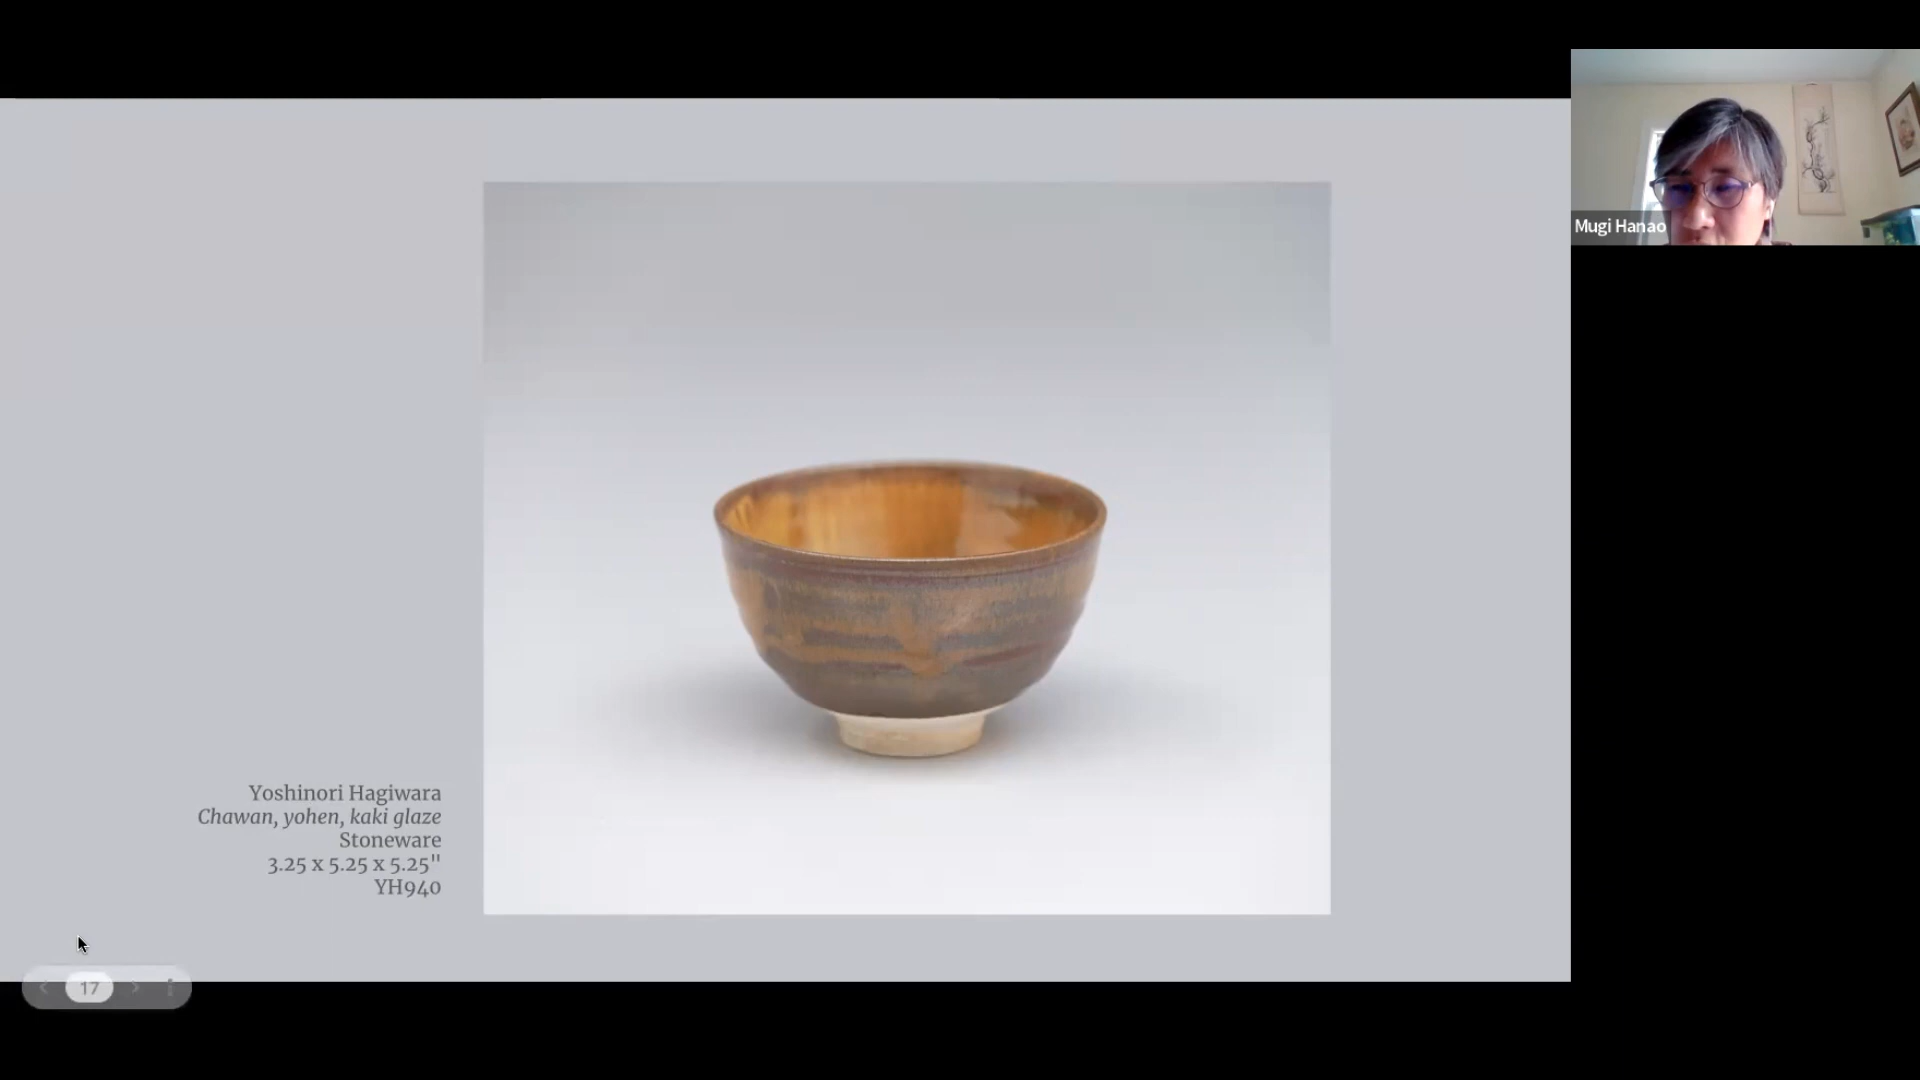 Mugi Hanao
Yoshinori Hagiwara
Chawan, yohen, kaki glaze
Stoneware
3.25 x 5.25 x 5.25"
YH940
17